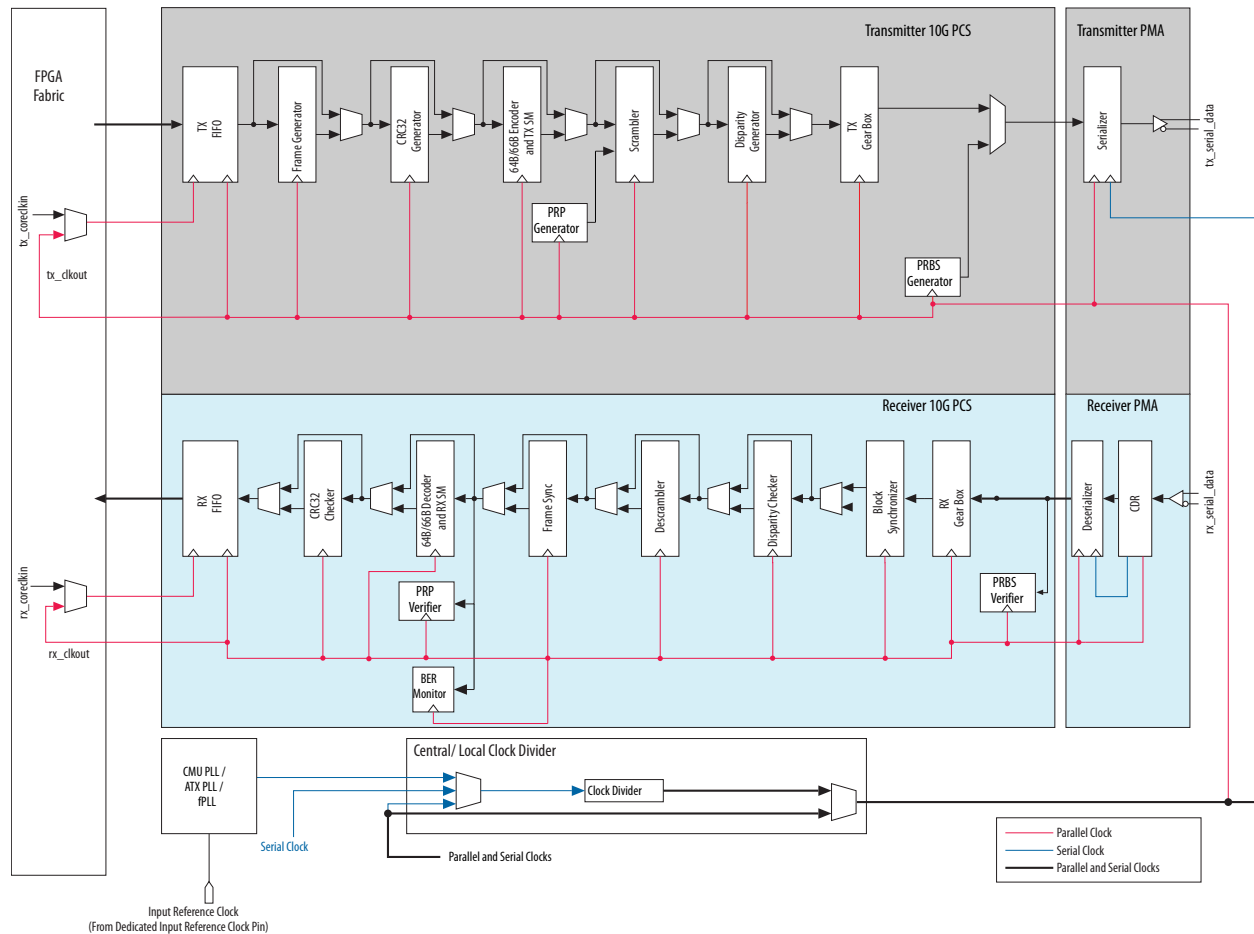 Transmitter 10G PCS
Transmitter PMA
FPGA
Fabric
TX
FIFO
Frame Generator
CRC32
Generator
64B/66B Encoder
and TX SM
Scrambler
Disparity
Generator
TX
Gear Box
Serializer
tx_serial_data
PRP
Generator
tx_coreclkin
tx_clkout
PRBS
Generator
Receiver 10G PCS
Receiver PMA
RX
FIFO
CRC32
Checker
64B/66B Decoder
and RX SM
Frame Sync
Descrambler
Disparity Checker
Block
Synchronizer
RX
Gear Box
Deserializer
CDR
rx_serial_data
rx_coreclkin
rx_clkout
PRP
Verifier
PRBS
Verifier
BER
Monitor
Central/ Local Clock Divider
CMU PLL /
ATX PLL /
fPLL
Clock Divider
Serial Clock
Parallel and Serial Clocks
Parallel Clock
Serial Clock
Parallel and Serial Clocks
Input Reference Clock
(From Dedicated Input Reference Clock Pin)